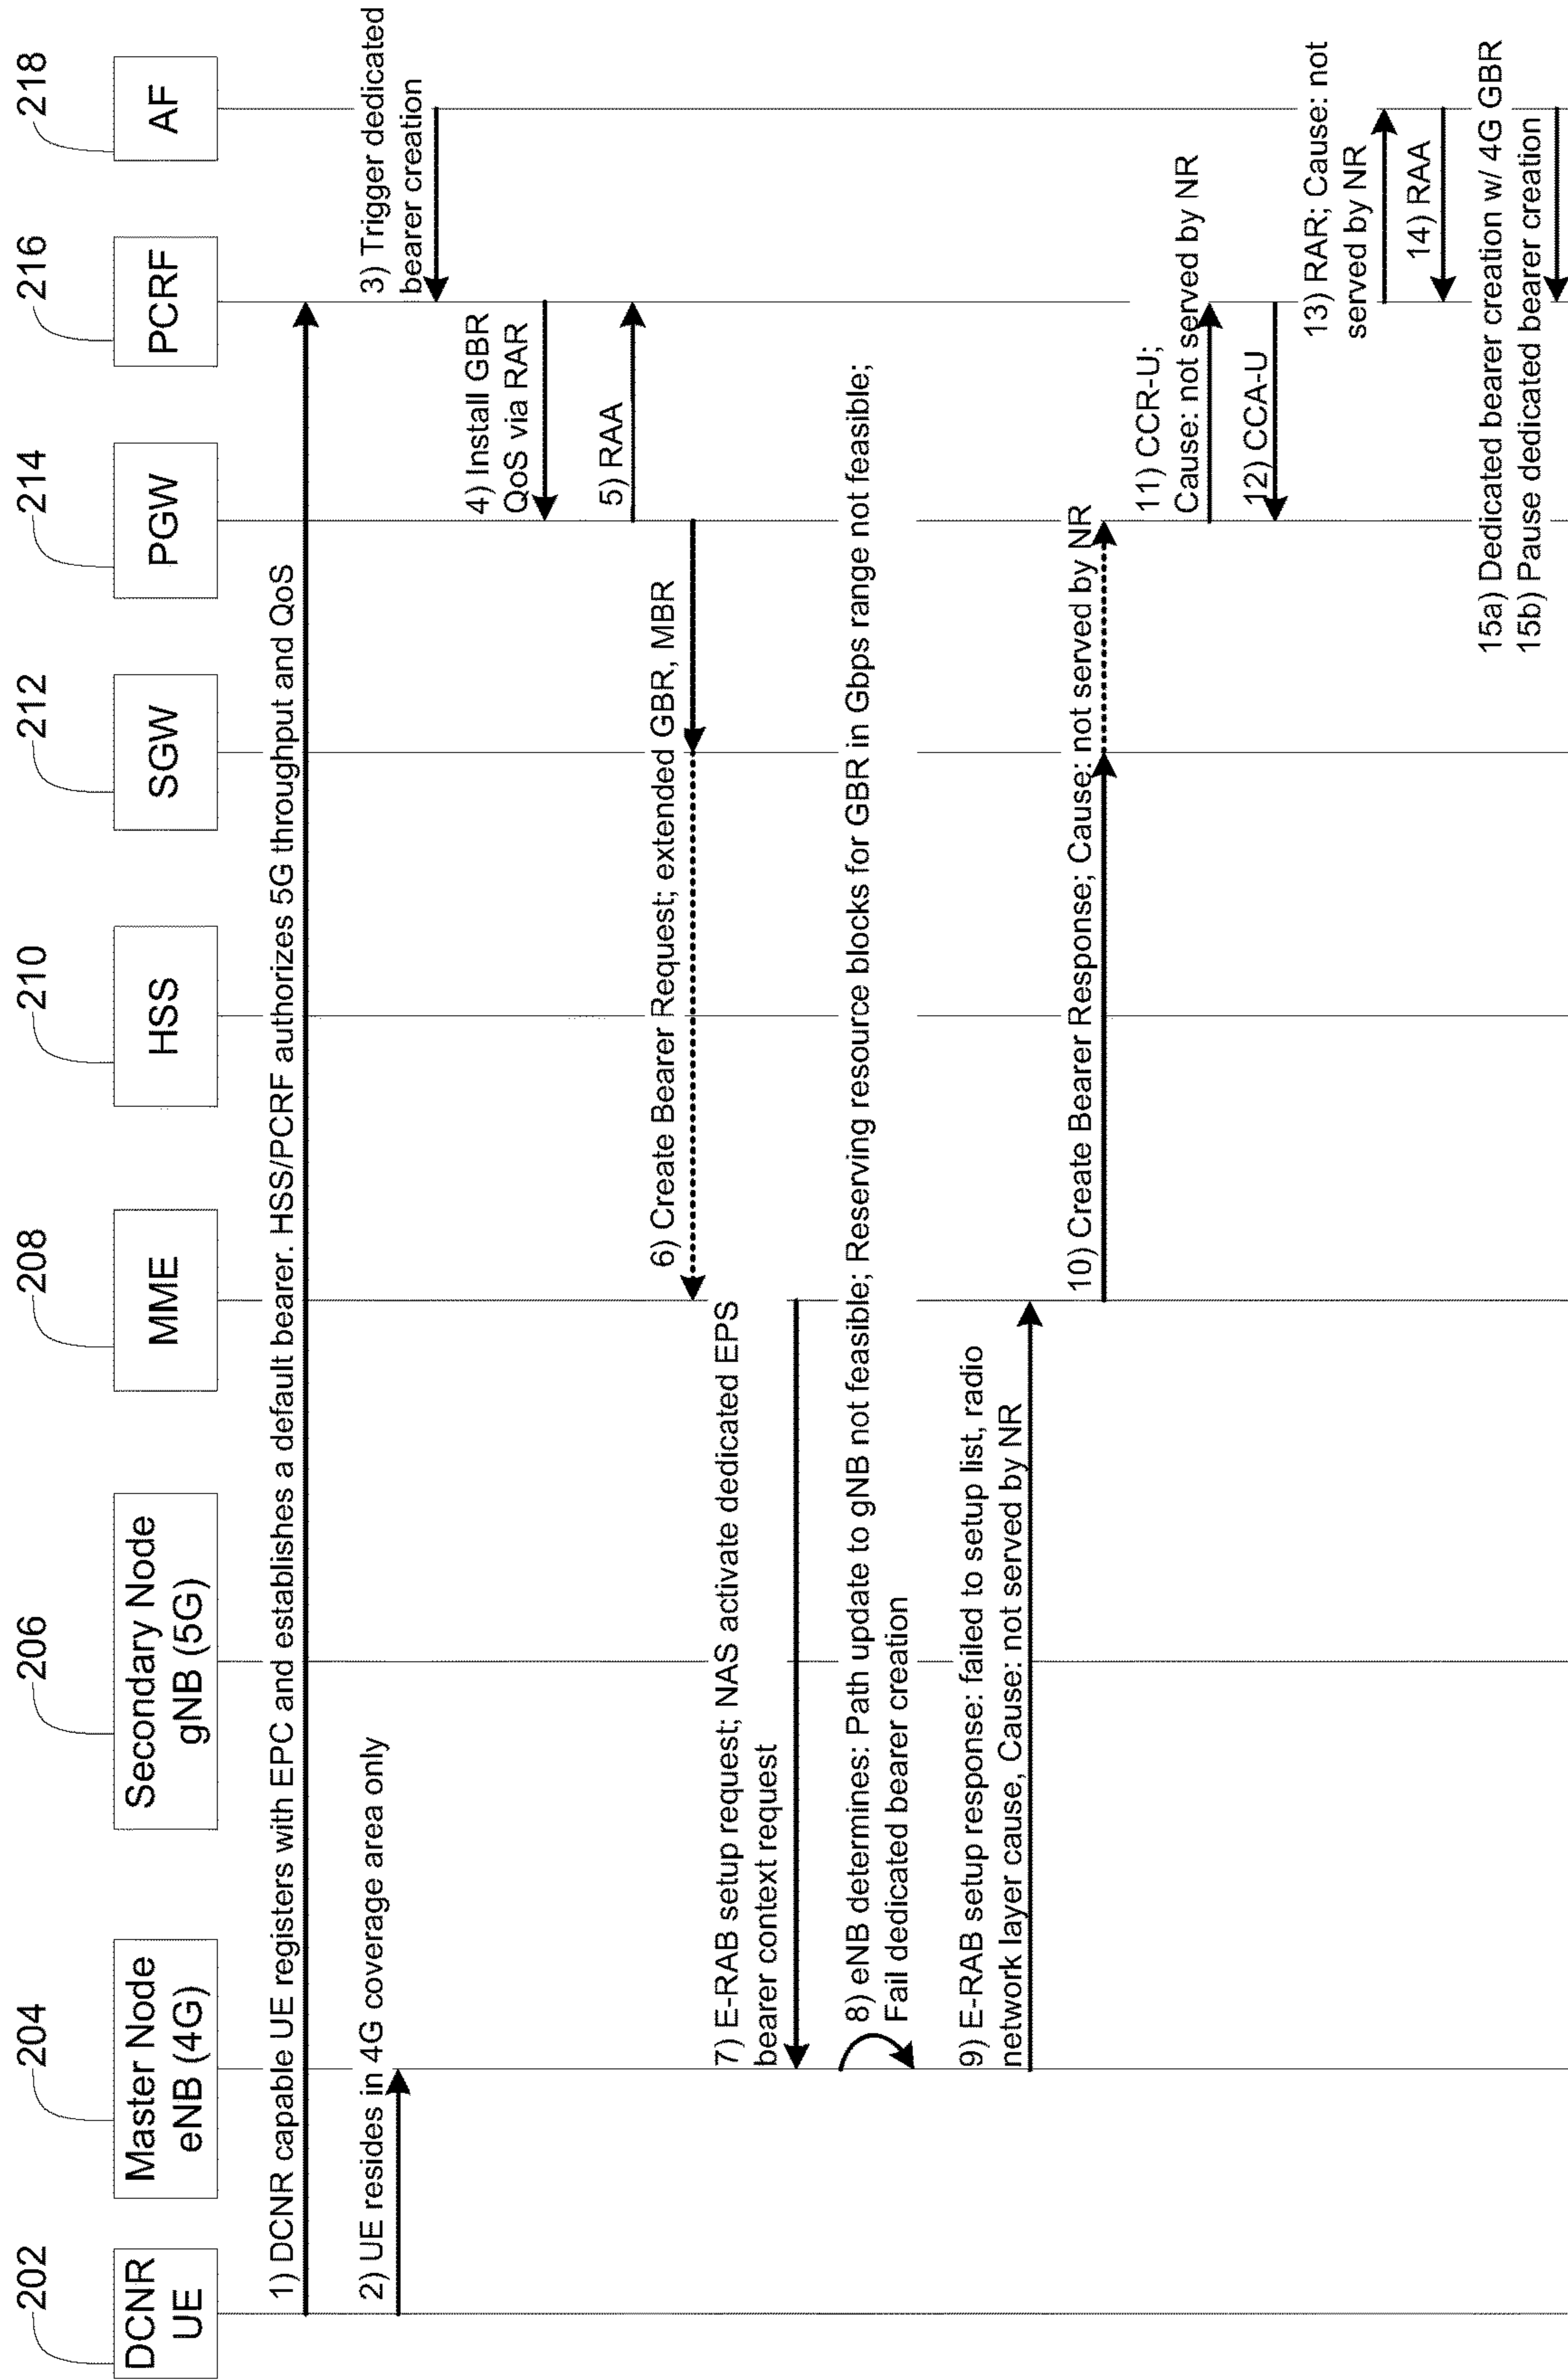 202
204
206
208
210
212
214
216
218
DCNR
UE
Master Node
eNB (4G)
Secondary Node
gNB (5G)
MME
HSS
SGW
PGW
PCRF
AF
1) DCNR capable UE registers with EPC and establishes a default bearer. HSS/PCRF authorizes 5G throughput and QoS
2) UE resides in 4G coverage area only
3) Trigger dedicated
bearer creation
4) Install GBR
QoS via RAR
5) RAA
6) Create Bearer Request; extended GBR, MBR
7) E-RAB setup request; NAS activate dedicated EPS
bearer context request
8) eNB determines: Path update to gNB not feasible; Reserving resource blocks for GBR in Gbps range not feasible;
Fail dedicated bearer creation
9) E-RAB setup response: failed to setup list, radio
network layer cause, Cause: not served by NR
10) Create Bearer Response; Cause: not served by NR
11) CCR-U;
Cause: not served by NR
12) CCA-U
13) RAR; Cause: not
served by NR
14) RAA
15a) Dedicated bearer creation w/ 4G GBR
15b) Pause dedicated bearer creation